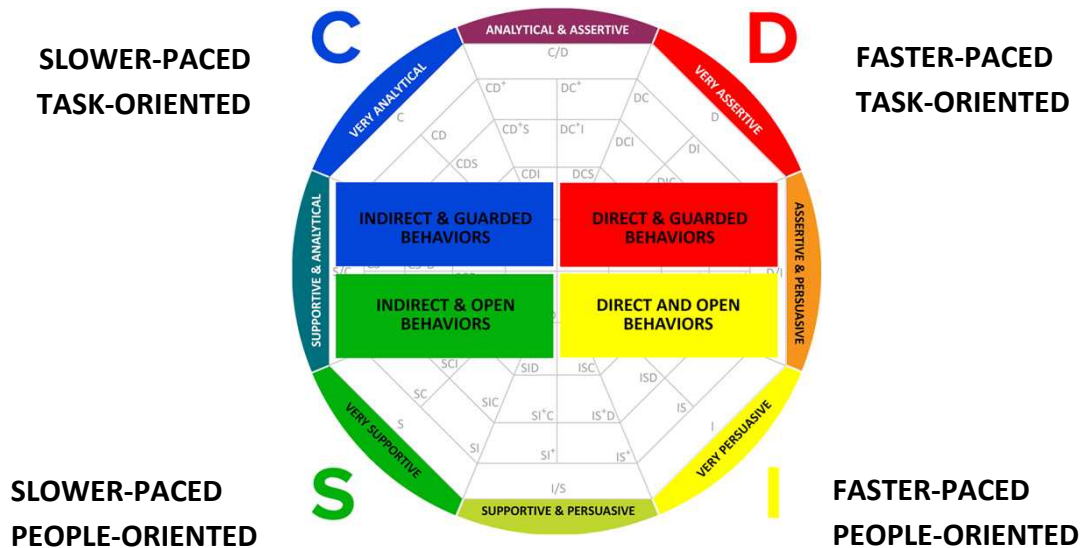 C
ANALYTICAL & ASSERTIVE
D
SLOWER-PACED
TASK-ORIENTED
FASTER-PACED
TASK-ORIENTED
VERY ANALYTICAL
VERY ASSERTIVE
C/D
CD+
DC+
DC
C
D
CD
CD+S
DC+I
DCI
DI
CDS
CDI
DCS
DIC
SUPPORTIVE & ANALYTICAL
INDIRECT & GUARDED
BEHAVIORS
DIRECT & GUARDED
BEHAVIORS
ASSERTIVE & PERSUASIVE
S/C
D/I
INDIRECT & OPEN
BEHAVIORS
DIRECT AND OPEN
BEHAVIORS
SCI
SID
ISC
ISD
SC
SIC
IS
S
SI+C
IS+D
I
SI
SI+
IS+
VERY SUPPORTIVE
VERY PERSUASIVE
I/S
SLOWER-PACED
PEOPLE-ORIENTED
S
SUPPORTIVE & PERSUASIVE
I
FASTER-PACED
PEOPLE-ORIENTED